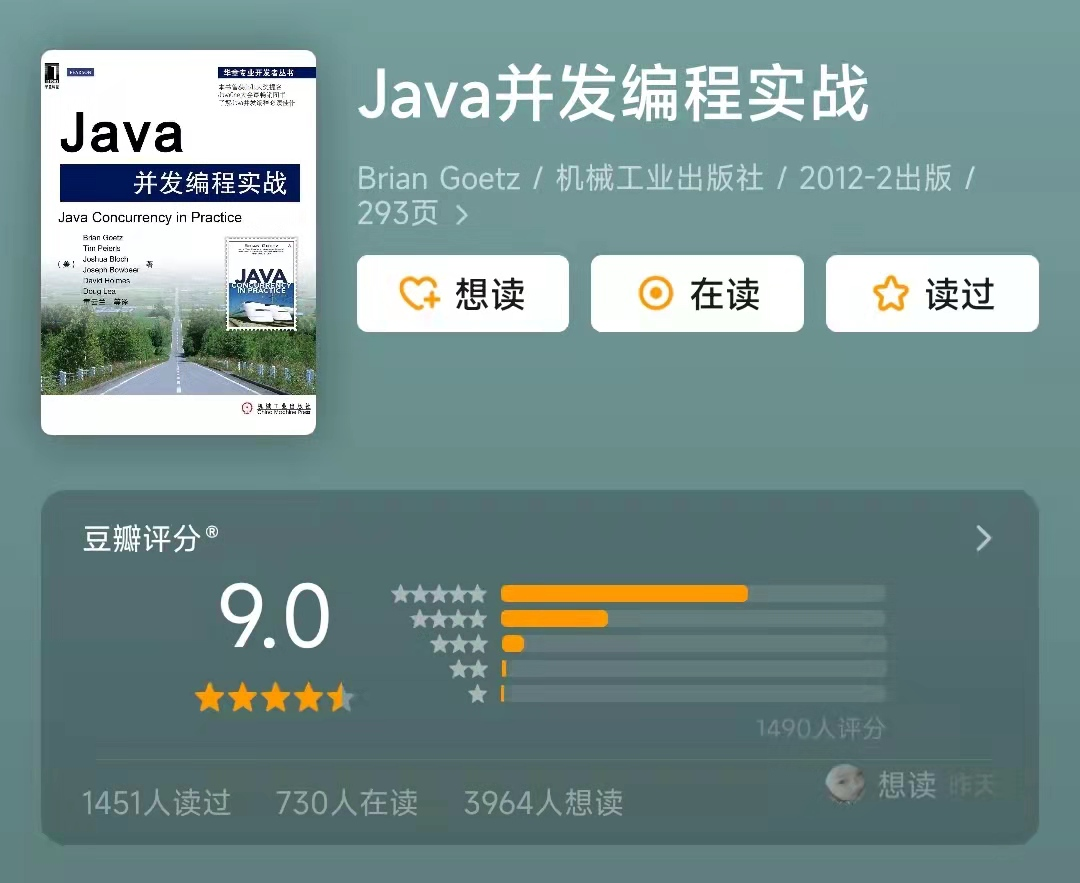 PEARSON
华章专业开发者丛书
Java
并发编程实战
Java Concurrency in Practice
Brian Goetz
Tim Peierls
Joshua Bloch
(美) Joseph Bowbeer 著
David Holmes
Doug Lea
童云兰 等译
JAVA
CONCURRENCY
IN PRACTICE
机械工业出版社
China Machine Press
Java并发编程实战
Brian Goetz / 机械工业出版社 / 2012-2出版 /
293页 >
想读
在读
读过
豆瓣评分®
9.0
1490人评分
1451人读过 730人在读 3964人想读
想读 昨天